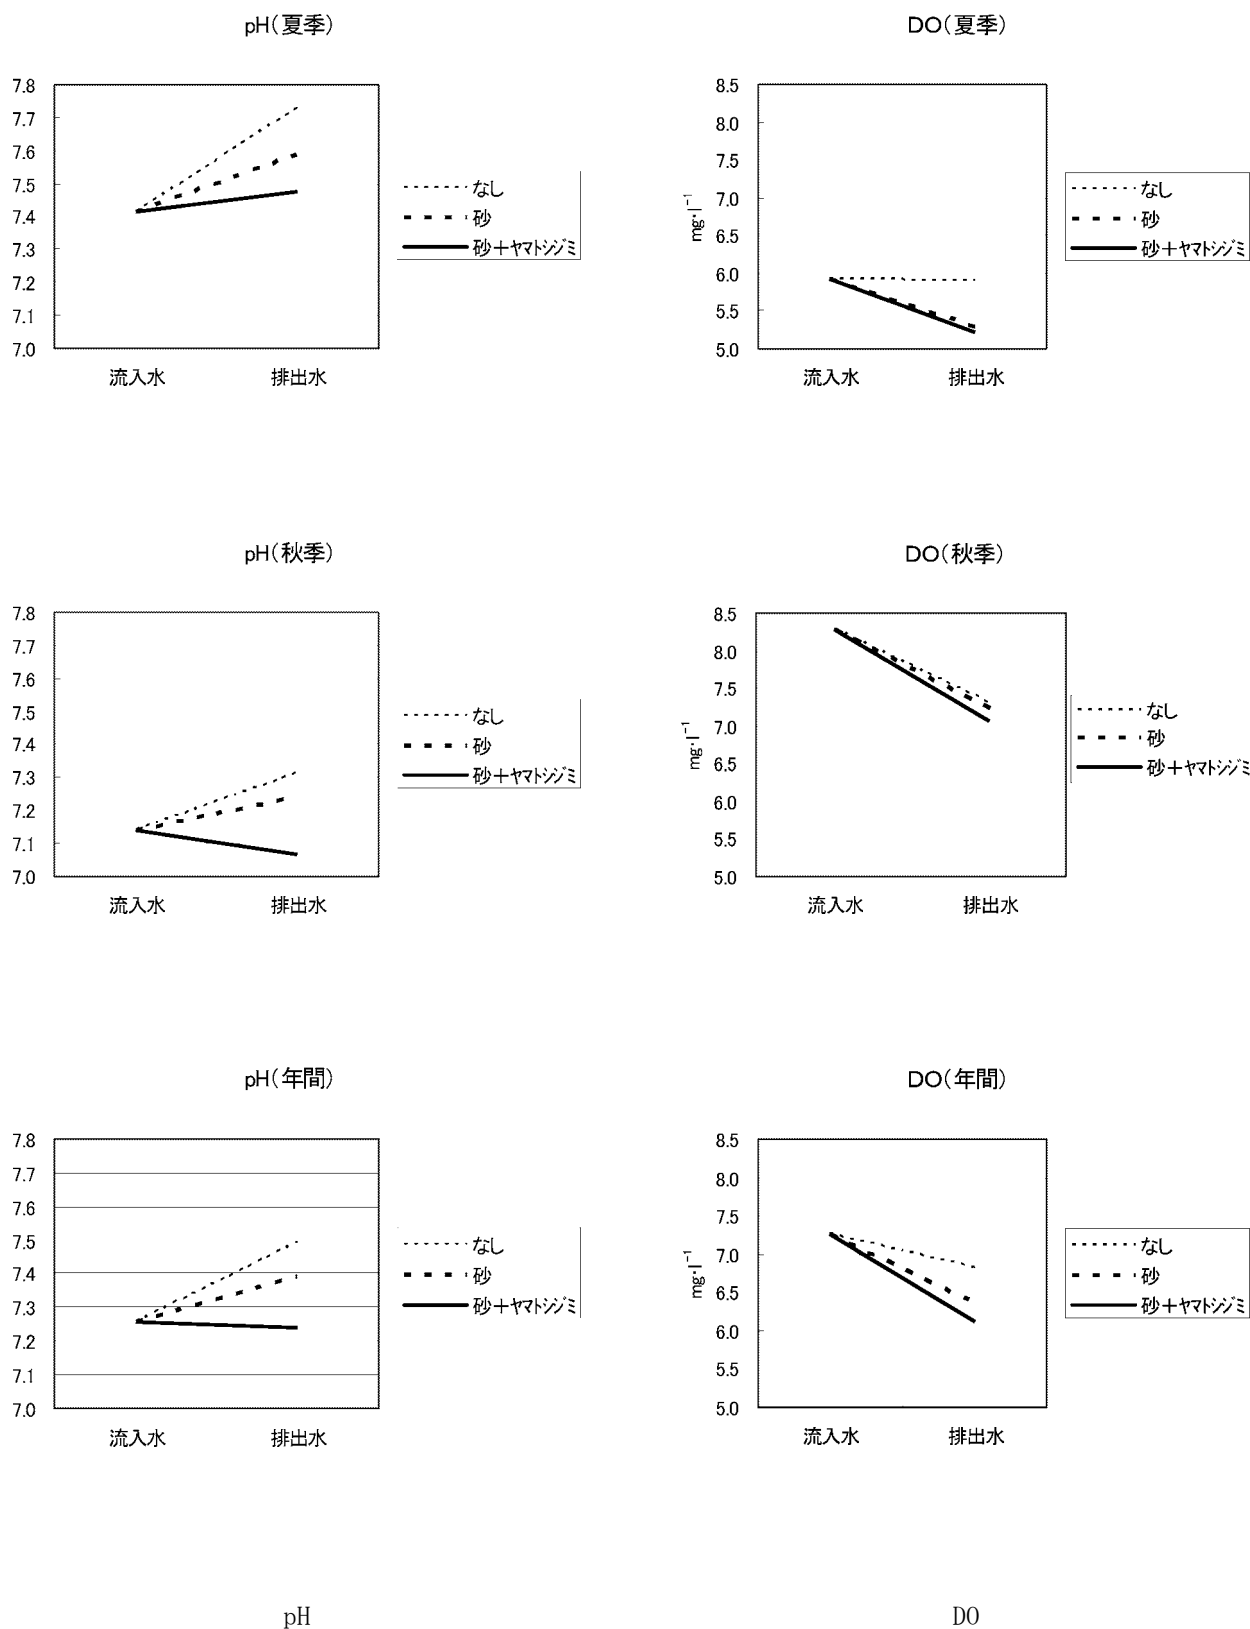 pH(夏季)
7.8
7.7
7.6
7.5
7.4
7.3
7.2
7.1
7.0
流入水 排出水
なし
砂
砂+ヤマトシジミ
DO(夏季)
8.5
8.0
7.5
7.0
6.5
6.0
5.5
5.0
mg·l⁻¹
流入水 排出水
なし
砂
砂+ヤマトシジミ
pH(秋季)
7.8
7.7
7.6
7.5
7.4
7.3
7.2
7.1
7.0
流入水 排出水
なし
砂
砂+ヤマトシジミ
DO(秋季)
8.5
8.0
7.5
7.0
6.5
6.0
5.5
5.0
mg·l⁻¹
流入水 排出水
なし
砂
砂+ヤマトシジミ
pH(年間)
7.8
7.7
7.6
7.5
7.4
7.3
7.2
7.1
7.0
流入水 排出水
なし
砂
砂+ヤマトシジミ
DO(年間)
8.5
8.0
7.5
7.0
6.5
6.0
5.5
5.0
mg·l⁻¹
流入水 排出水
なし
砂
砂+ヤマトシジミ
pH
DO